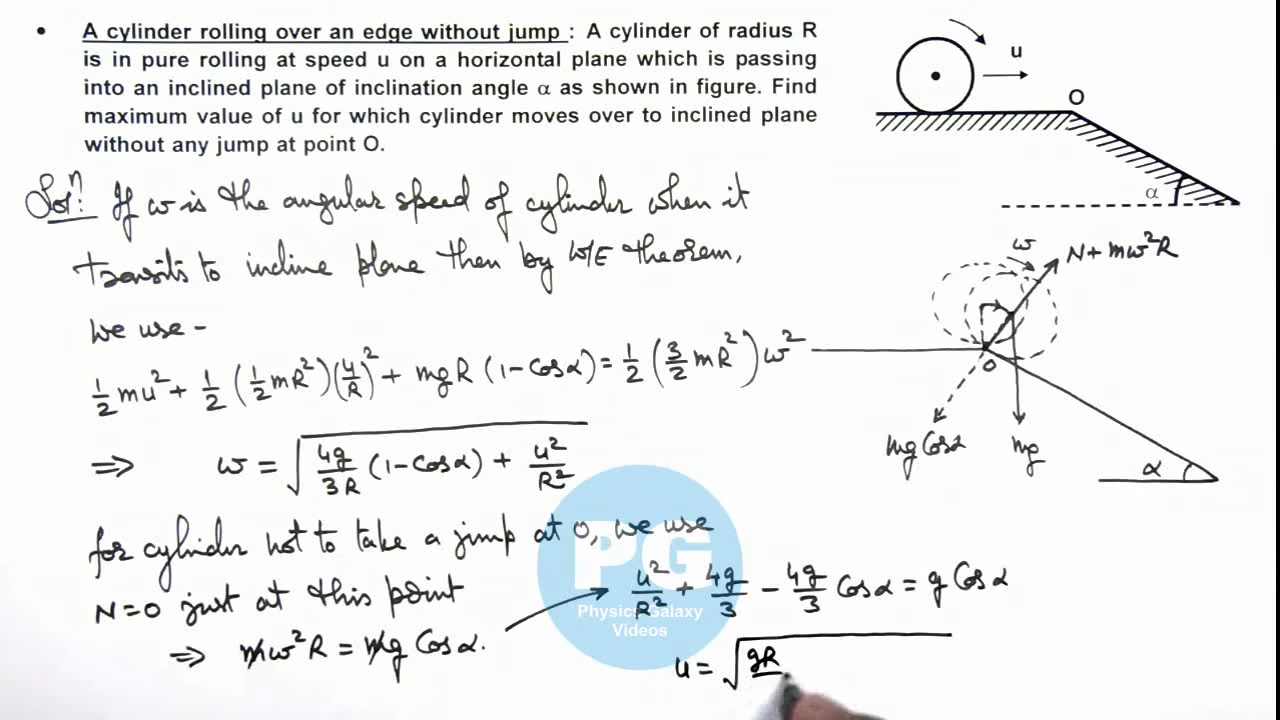 • A cylinder rolling over an edge without jump : A cylinder of radius R
is in pure rolling at speed u on a horizontal plane which is passing
into an inclined plane of inclination angle α as shown in figure. Find
maximum value of u for which cylinder moves over to inclined plane
without any jump at point O.
u
O
α
Solⁿ: If ω is the angular speed of cylinder when it
transits to incline plane then by W/E theorem,
we use -
½mu² + ½(½mR²)(u/R)² + mgR (1-Cosα) = ½(3/2 mR²)ω²
⇒ ω = √(4g/3R (1-Cosα) + u²/R²)
for cylinder not to take a jump at O, we use
N=0 just at this point
⇒ mω²R = mg Cosα.
u²/R² + 4g/3 - 4g/3 Cosα = g Cosα
u = √gR
ω
N+mω²R
O
mg Cosα
mg
α
PG
Physics Galaxy
Videos